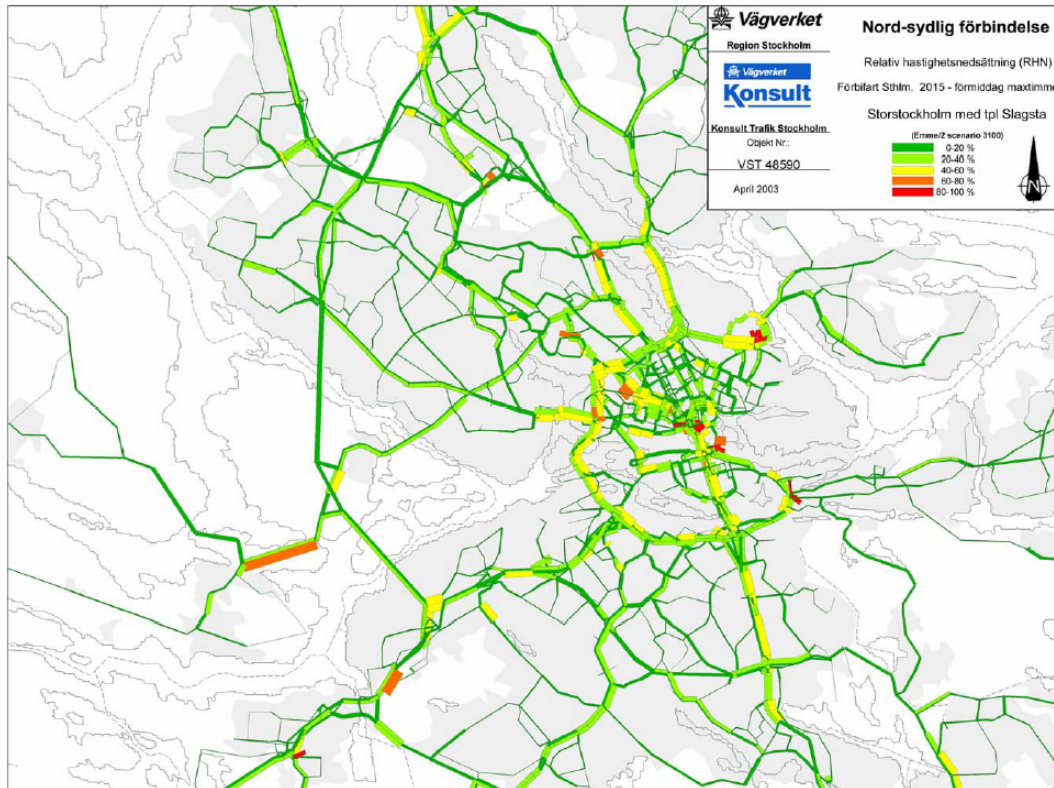 Vägverket
Region Stockholm
Vägverket
Konsult
Konsult Trafik Stockholm
Objekt Nr.:
VST 48590
April 2003
Nord-sydlig förbindelse
Relativ hastighetsnedsättning (RHN)
Förbifart Sthlm, 2015 - förmiddag maxtimme
Storstockholm med tpl Slagsta
(Emme/2 scenario 3100)
0-20 %
20-40 %
40-60 %
60-80 %
80-100 %
N